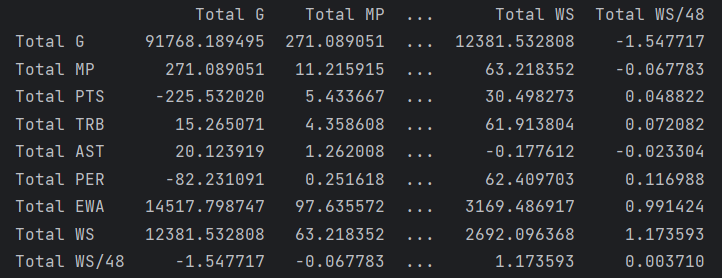 Total G Total MP ... Total WS Total WS/48
Total G 91768.189495 271.089051 ... 12381.532808 -1.547717
Total MP 271.089051 11.215915 ... 63.218352 -0.067783
Total PTS -225.532020 5.433667 ... 30.498273 0.048822
Total TRB 15.265071 4.358608 ... 61.913804 0.072082
Total AST 20.123919 1.262008 ... -0.177612 -0.023304
Total PER -82.231091 0.251618 ... 62.409703 0.116988
Total EWA 14517.798747 97.635572 ... 3169.486917 0.991424
Total WS 12381.532808 63.218352 ... 2692.096368 1.173593
Total WS/48 -1.547717 -0.067783 ... 1.173593 0.003710